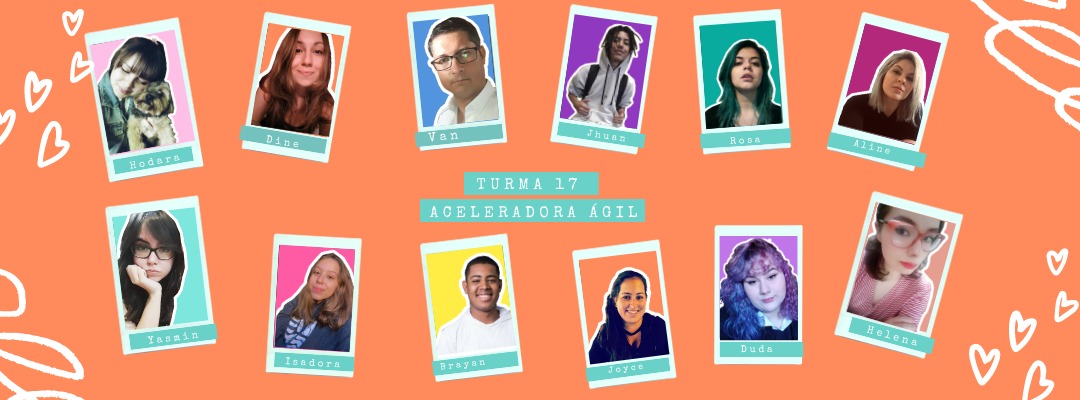 Hodara
Dine
Van
Jhuan
Rosa
Aline
TURMA 17
ACELERADORA ÁGIL
Yasmin
Isadora
Brayan
Joyce
Duda
Helena